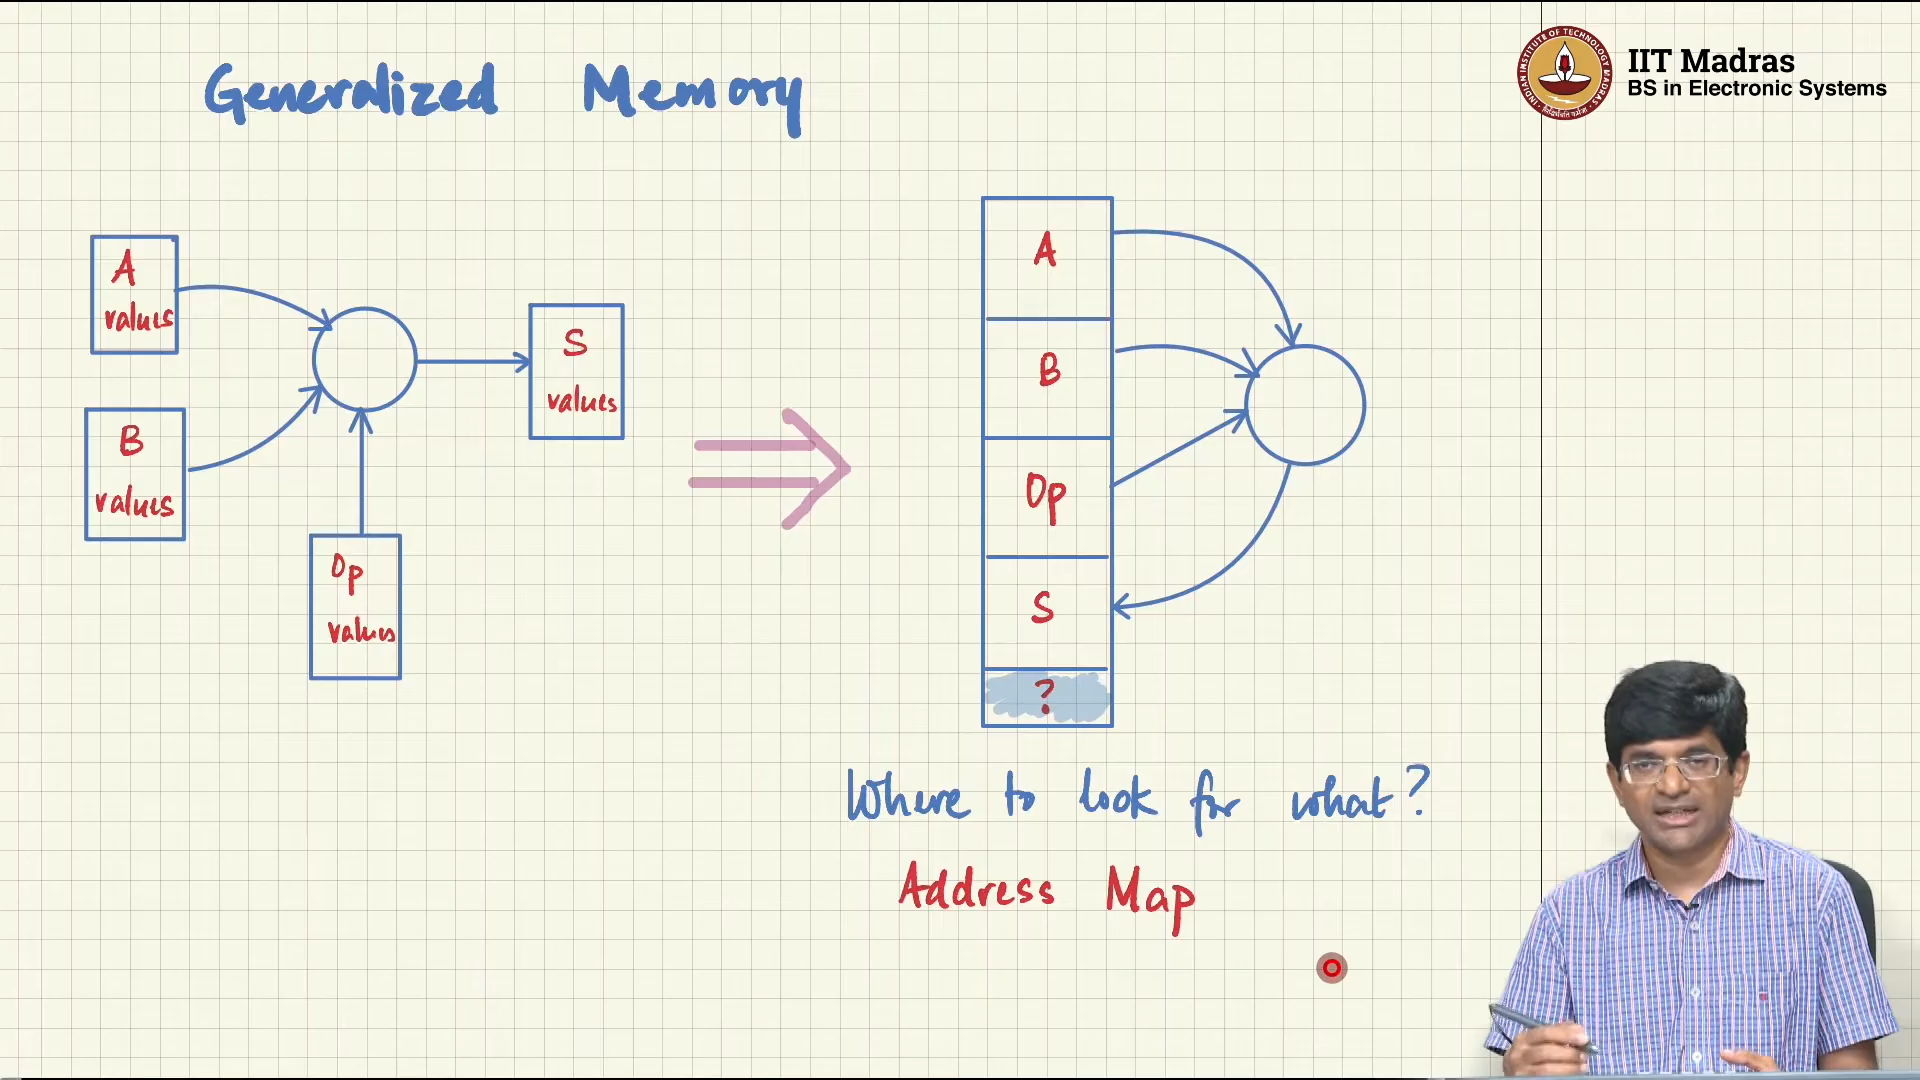 Generalized Memory
IIT Madras
BS in Electronic Systems
A
values
B
values
Op
values
S
values
A
B
Op
S
?
Where to look for what?
Address Map